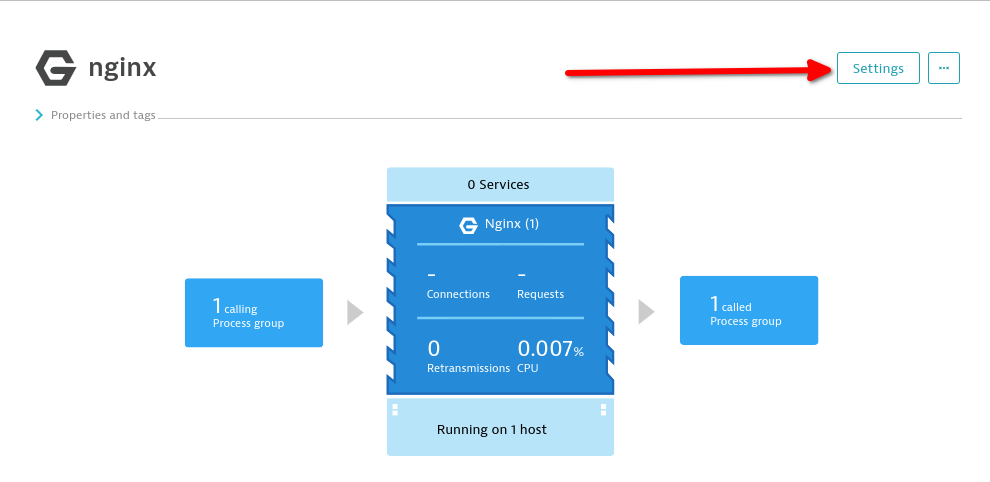 nginx
Settings
...
Properties and tags
0 Services
Nginx (1)
- -
Connections Requests
1 calling
Process group
1 called
Process group
0 0.007%
Retransmissions CPU
Running on 1 host